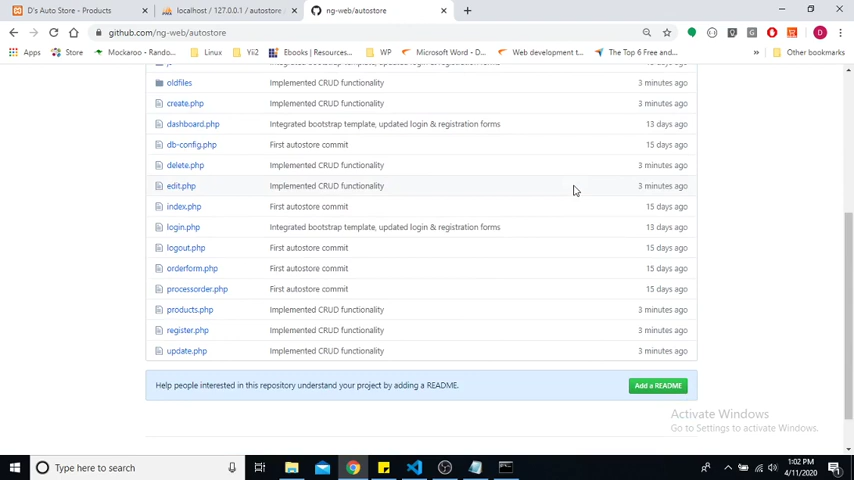 D's Auto Store - Products
localhost / 127.0.0.1 / autostore
ng-web/autostore
github.com/ng-web/autostore
Apps Store Mockaroo - Rando... Linux Yii2 Ebooks | Resources... WP Microsoft Word - D... Web development t... The Top 6 Free and... » Other bookmarks
oldfiles Implemented CRUD functionality 3 minutes ago
create.php Implemented CRUD functionality 3 minutes ago
dashboard.php Integrated bootstrap template, updated login & registration forms 13 days ago
db-config.php First autostore commit 15 days ago
delete.php Implemented CRUD functionality 3 minutes ago
edit.php Implemented CRUD functionality 3 minutes ago
index.php First autostore commit 15 days ago
login.php Integrated bootstrap template, updated login & registration forms 13 days ago
logout.php First autostore commit 15 days ago
orderform.php First autostore commit 15 days ago
processorder.php First autostore commit 15 days ago
products.php Implemented CRUD functionality 3 minutes ago
register.php Implemented CRUD functionality 3 minutes ago
update.php Implemented CRUD functionality 3 minutes ago
Help people interested in this repository understand your project by adding a README. Add a README
Activate Windows
Go to Settings to activate Windows.
Type here to search
1:02 PM
4/11/2020